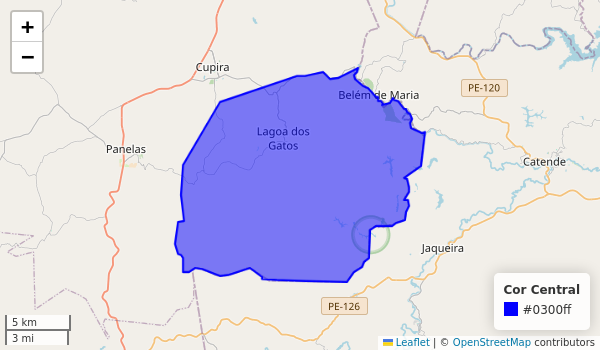 +
−
Cupira
Belém de Maria
PE-120
Lagoa dos
Gatos
Panelas
Catende
Jaqueira
Cor Central
#0300ff
PE-126
5 km
3 mi
Leaflet | © OpenStreetMap contributors